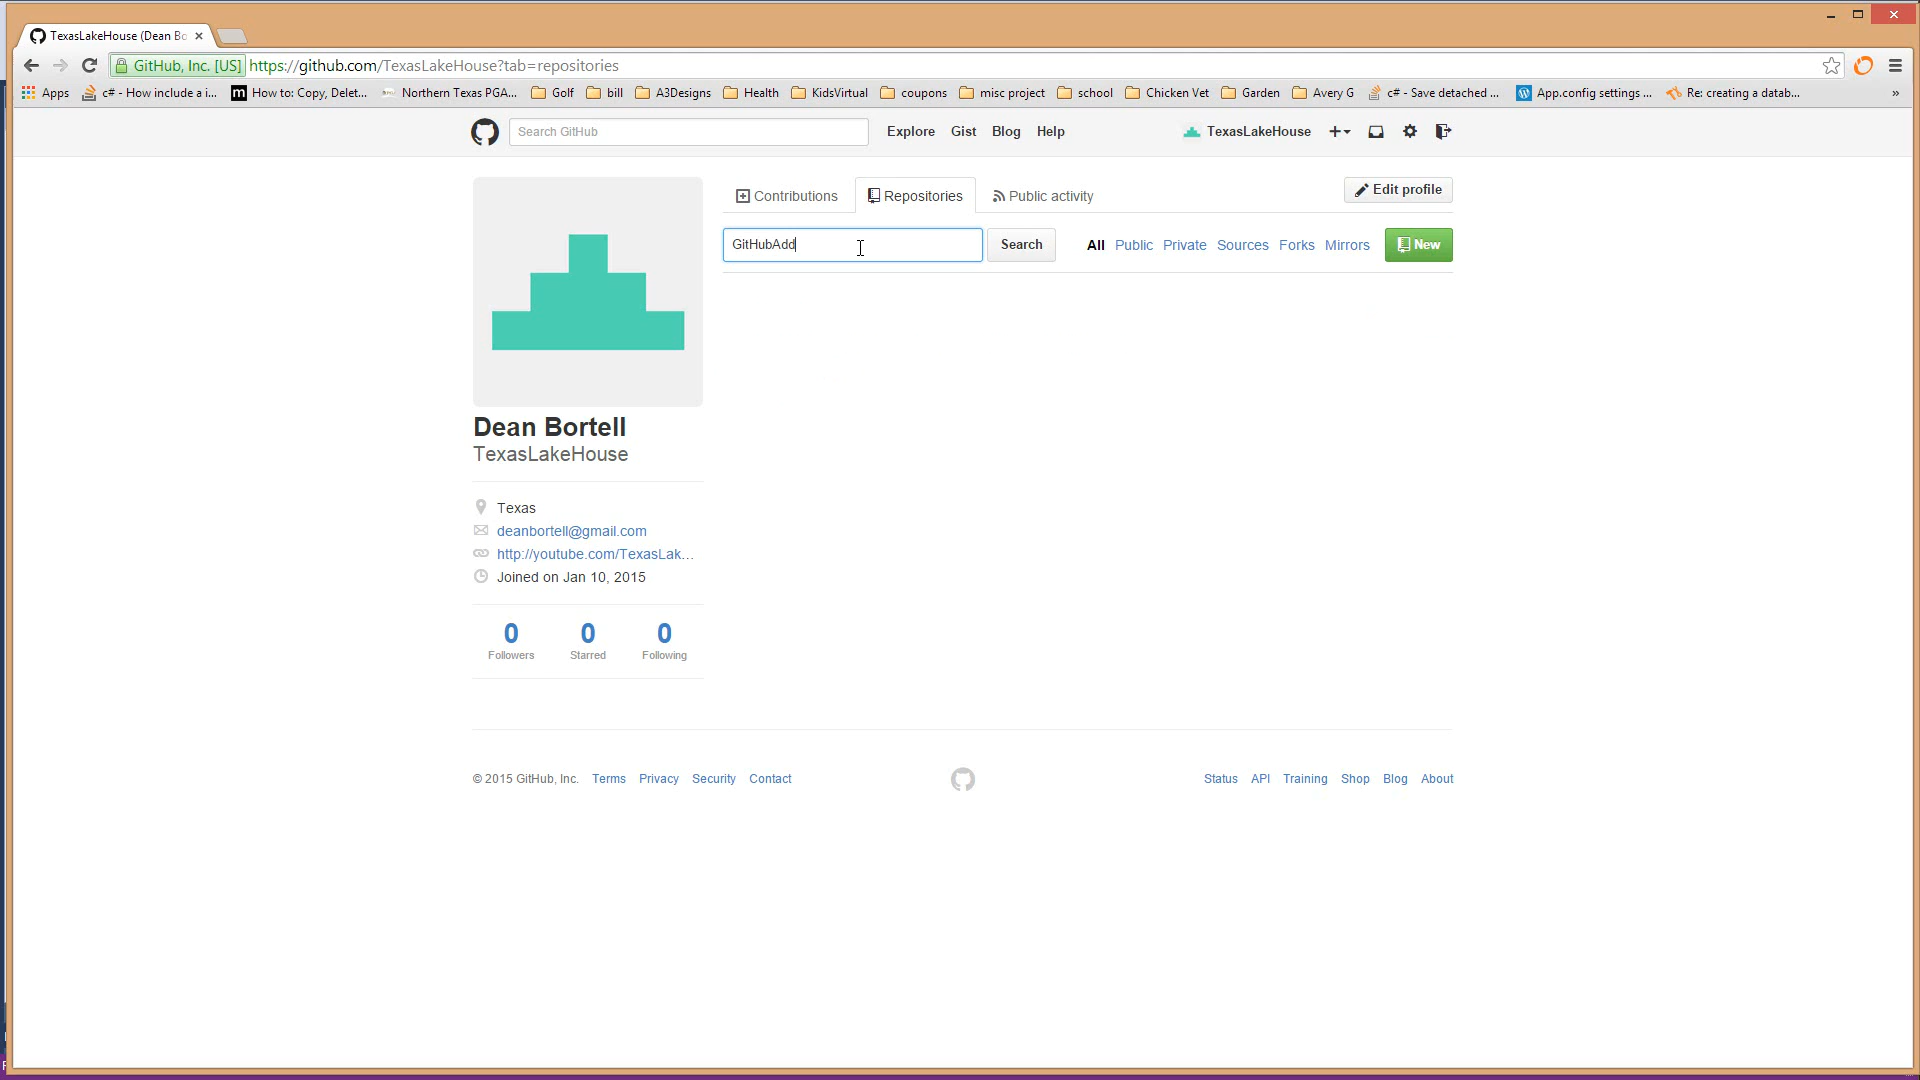 TexasLakeHouse (Dean Bo
GitHub, Inc. [US] https://github.com/TexasLakeHouse?tab=repositories
Apps c# - How include a i... How to: Copy, Delet... Northern Texas PGA... Golf bill A3Designs Health KidsVirtual coupons misc project school Chicken Vet Garden Avery G c# - Save detached ... App.config settings ... Re: creating a datab... »
Search GitHub Explore Gist Blog Help TexasLakeHouse
Contributions Repositories Public activity Edit profile
GitHubAdd Search All Public Private Sources Forks Mirrors New
Dean Bortell
TexasLakeHouse
Texas
deanbortell@gmail.com
http://youtube.com/TexasLak...
Joined on Jan 10, 2015
0 0 0
Followers Starred Following
© 2015 GitHub, Inc. Terms Privacy Security Contact Status API Training Shop Blog About